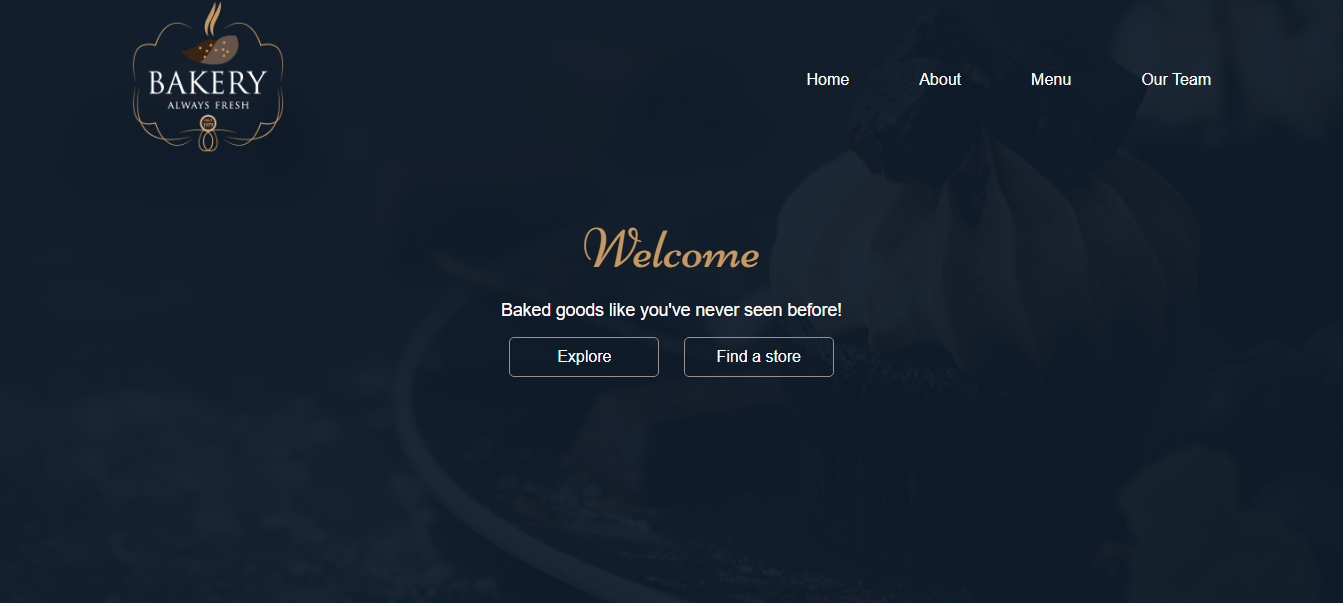 BAKERY
ALWAYS FRESH
Home About Menu Our Team
Welcome
Baked goods like you've never seen before!
Explore Find a store